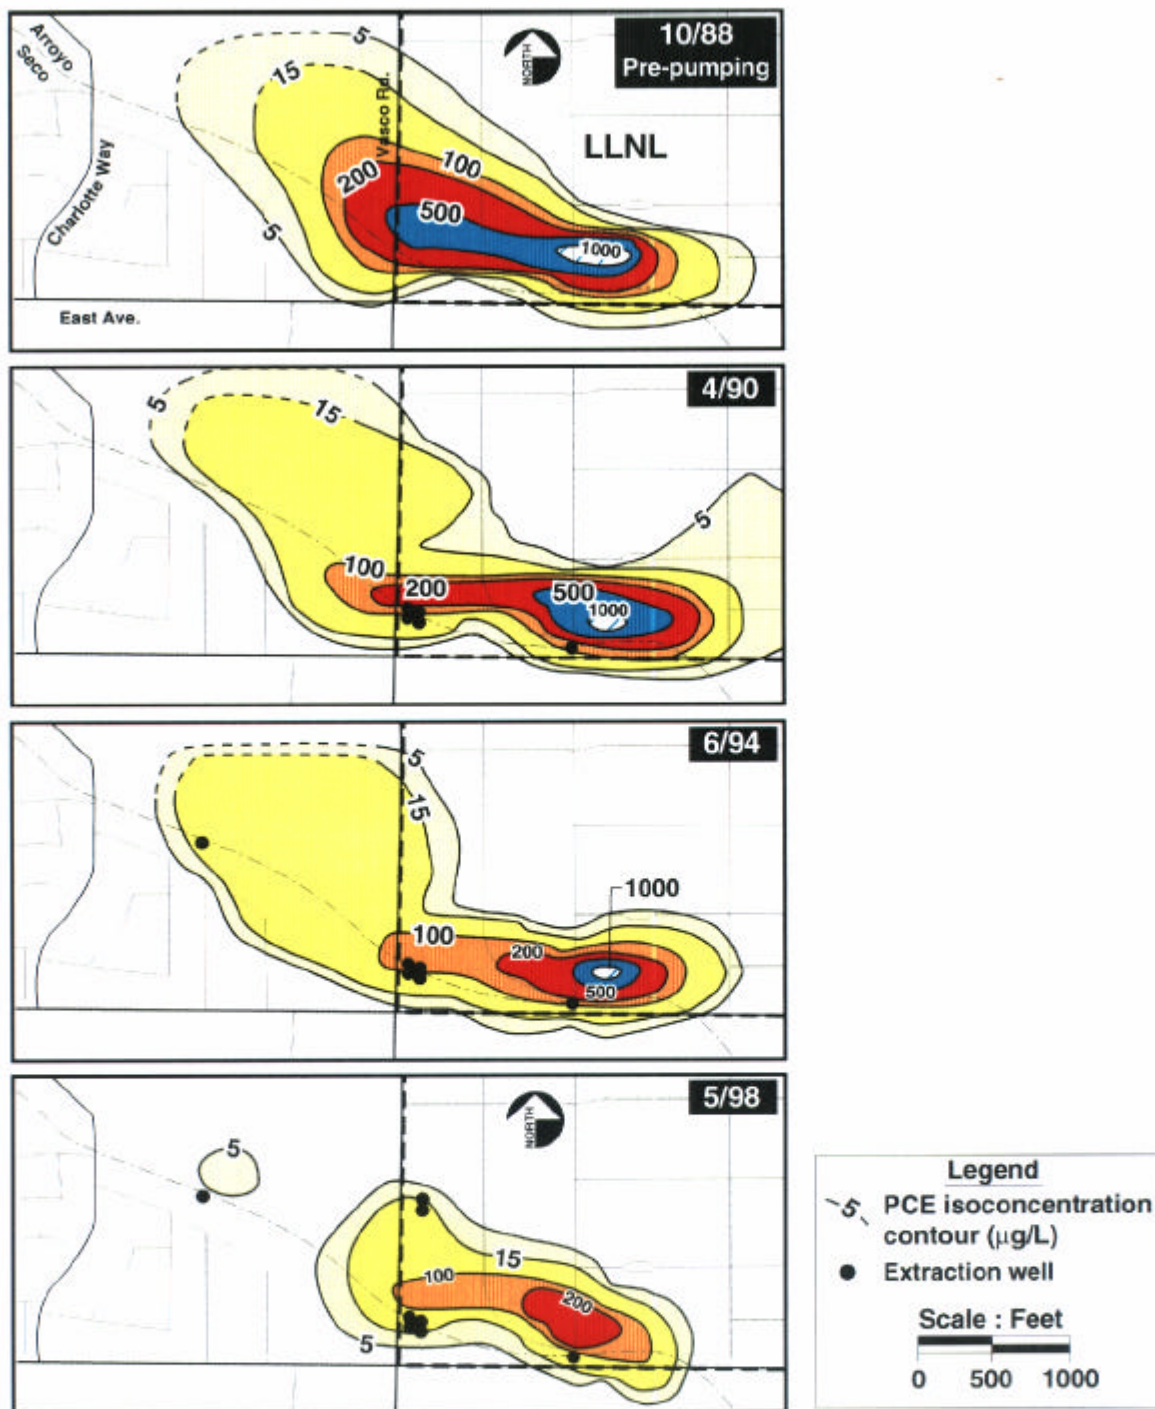 10/88
Pre-pumping
NORTH
Arroyo
Seco
Charlotte Way
East Ave.
Vasco Rd.
LLNL
5
15
200
100
500
1000
5
4/90
5
15
5
100
200
500
1000
6/94
5
15
1000
100
200
500
5/98
NORTH
5
15
100
200
5
Legend
5 PCE isoconcentration
contour (µg/L)
Extraction well
Scale : Feet
0 500 1000